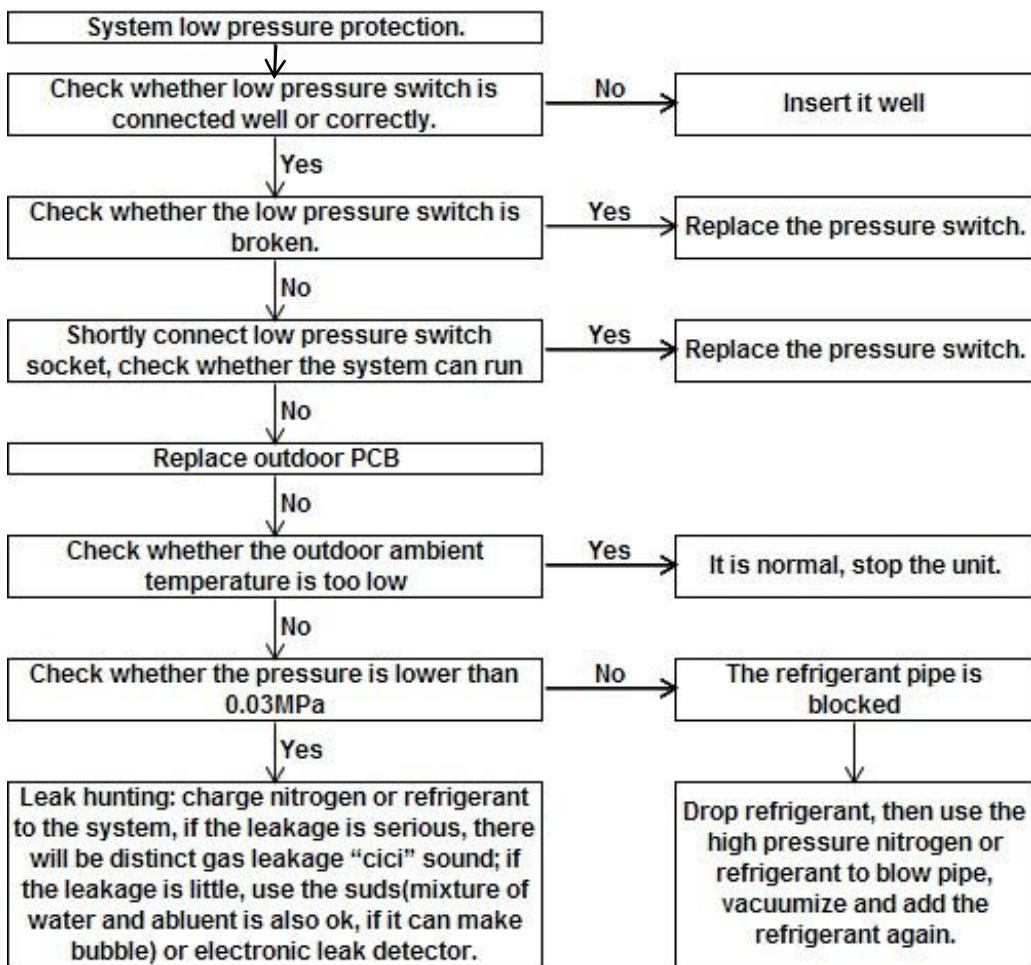 System low pressure protection.
Check whether low pressure switch is
connected well or correctly.
No
Insert it well
Yes
Check whether the low pressure switch is
broken.
Yes
Replace the pressure switch.
No
Shortly connect low pressure switch
socket, check whether the system can run
Yes
Replace the pressure switch.
No
Replace outdoor PCB
No
Check whether the outdoor ambient
temperature is too low
Yes
It is normal, stop the unit.
No
Check whether the pressure is lower than
0.03MPa
No
The refrigerant pipe is
blocked
Yes
Leak hunting: charge nitrogen or refrigerant
to the system, if the leakage is serious, there
will be distinct gas leakage “cici” sound; if
the leakage is little, use the suds(mixture of
water and abluent is also ok, if it can make
bubble) or electronic leak detector.
Drop refrigerant, then use the
high pressure nitrogen or
refrigerant to blow pipe,
vacuumize and add the
refrigerant again.